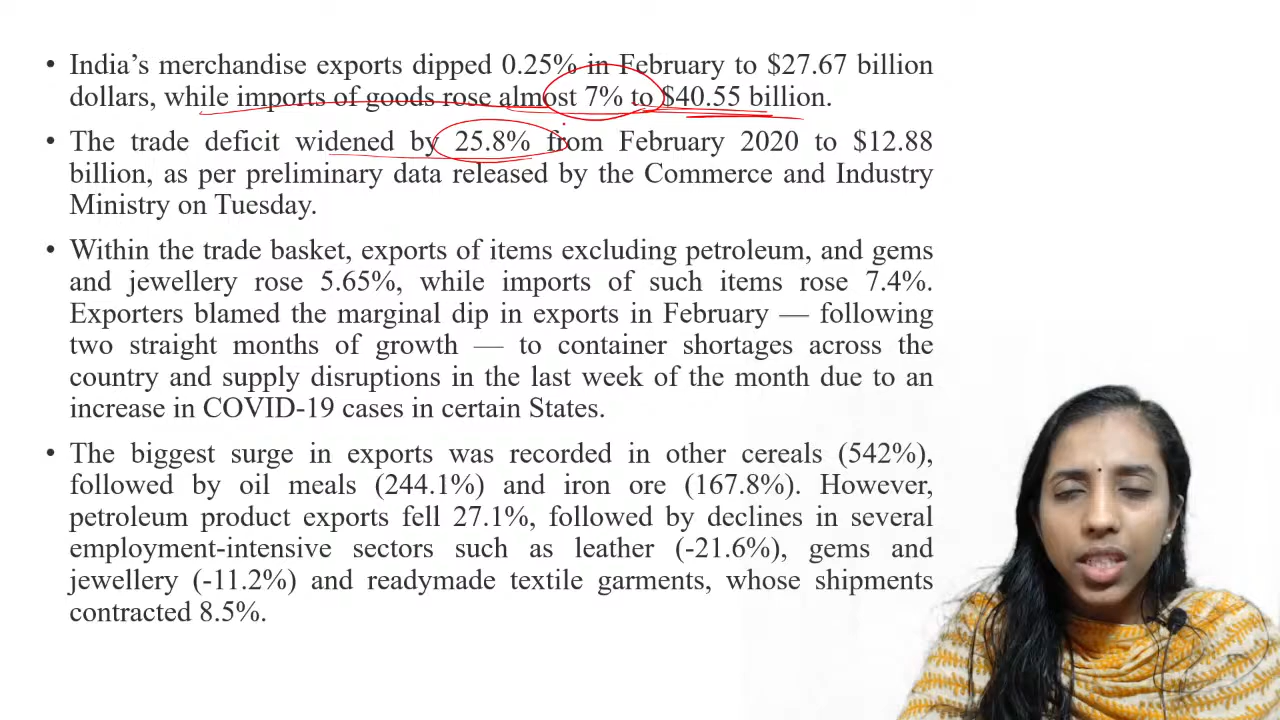 • India’s merchandise exports dipped 0.25% in February to $27.67 billion
dollars, while imports of goods rose almost 7% to $40.55 billion.
• The trade deficit widened by 25.8% from February 2020 to $12.88
billion, as per preliminary data released by the Commerce and Industry
Ministry on Tuesday.
• Within the trade basket, exports of items excluding petroleum, and gems
and jewellery rose 5.65%, while imports of such items rose 7.4%.
Exporters blamed the marginal dip in exports in February — following
two straight months of growth — to container shortages across the
country and supply disruptions in the last week of the month due to an
increase in COVID-19 cases in certain States.
• The biggest surge in exports was recorded in other cereals (542%),
followed by oil meals (244.1%) and iron ore (167.8%). However,
petroleum product exports fell 27.1%, followed by declines in several
employment-intensive sectors such as leather (-21.6%), gems and
jewellery (-11.2%) and readymade textile garments, whose shipments
contracted 8.5%.